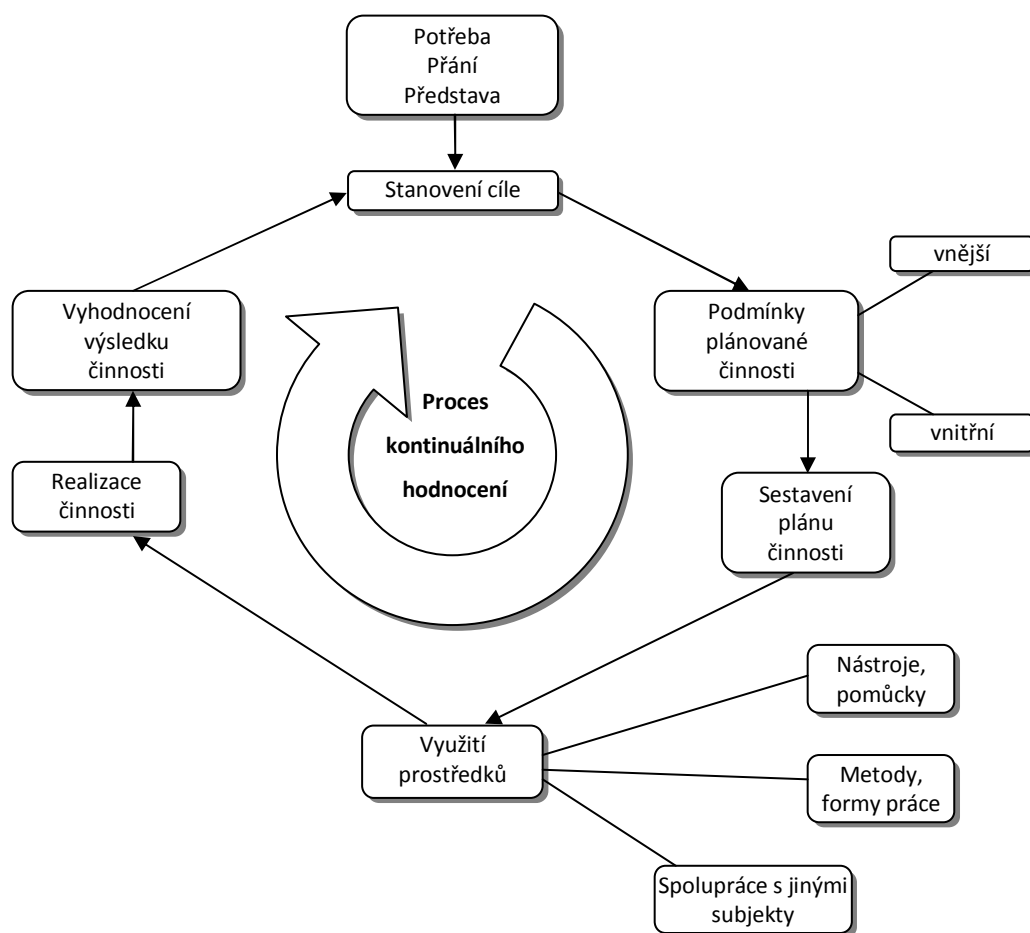 Potřeba
Přání
Představa
Stanovení cíle
vnější
Podmínky
plánované
činnosti
vnitřní
Vyhodnocení
výsledku
činnosti
Proces
kontinuálního
hodnocení
Realizace
činnosti
Sestavení
plánu
činnosti
Nástroje,
pomůcky
Využití
prostředků
Metody,
formy práce
Spolupráce s jinými
subjekty